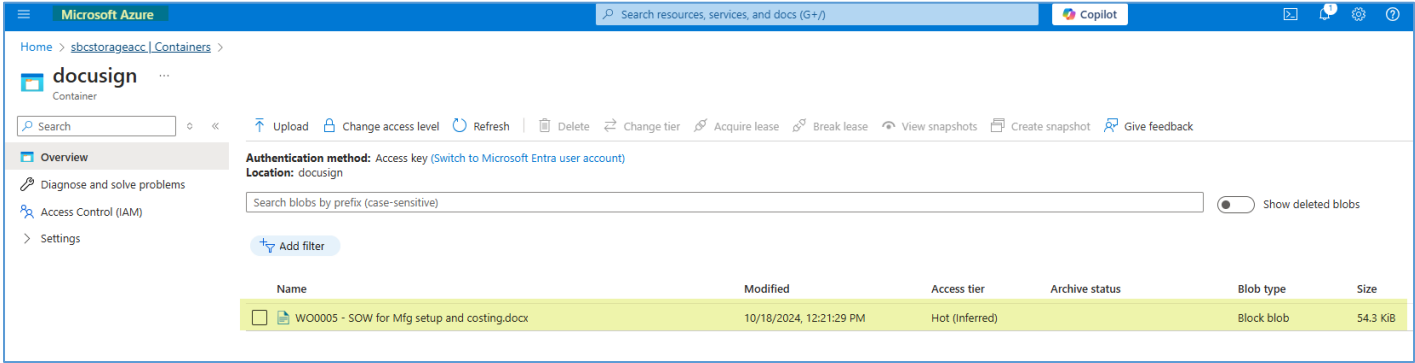 Microsoft Azure
Search resources, services, and docs (G+/)
Copilot
1
Home > sbcstorageacc | Containers >
docusign ...
Container
Search
Upload Change access level Refresh Delete Change tier Acquire lease Break lease View snapshots Create snapshot Give feedback
Overview
Diagnose and solve problems
Access Control (IAM)
Settings
Authentication method: Access key (Switch to Microsoft Entra user account)
Location: docusign
Search blobs by prefix (case-sensitive)
Show deleted blobs
Add filter
Name Modified Access tier Archive status Blob type Size
WO0005 - SOW for Mfg setup and costing.docx 10/18/2024, 12:21:29 PM Hot (Inferred) Block blob 54.3 KiB